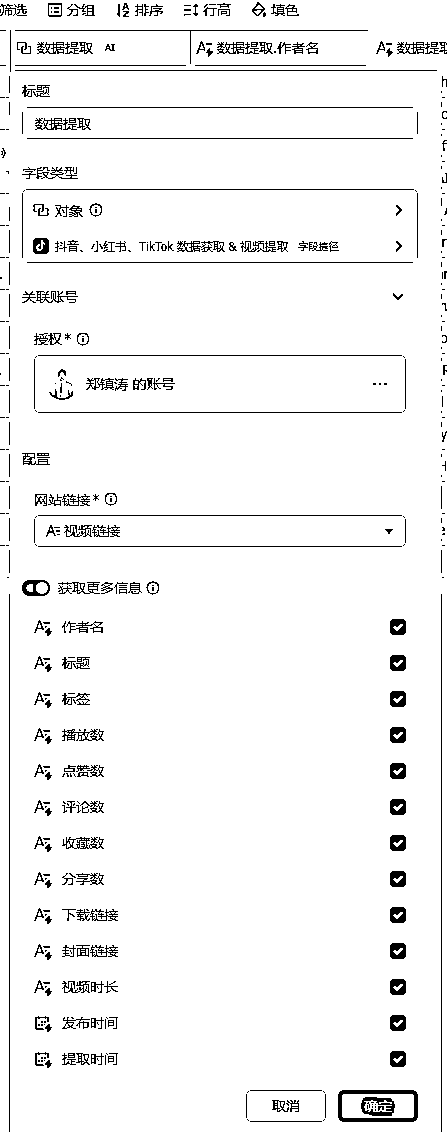 筛选 分组 排序 行高 填色
数据提取 AI 数据提取.作者名 数据提取
标题
数据提取
字段类型
对象
抖音、小红书、TikTok 数据获取 & 视频提取 字段捷径
关联账号
授权*
郑镇涛 的账号
配置
网站链接*
视频链接
获取更多信息
作者名
标题
标签
播放数
点赞数
评论数
收藏数
分享数
下载链接
封面链接
视频时长
发布时间
提取时间
取消 确定